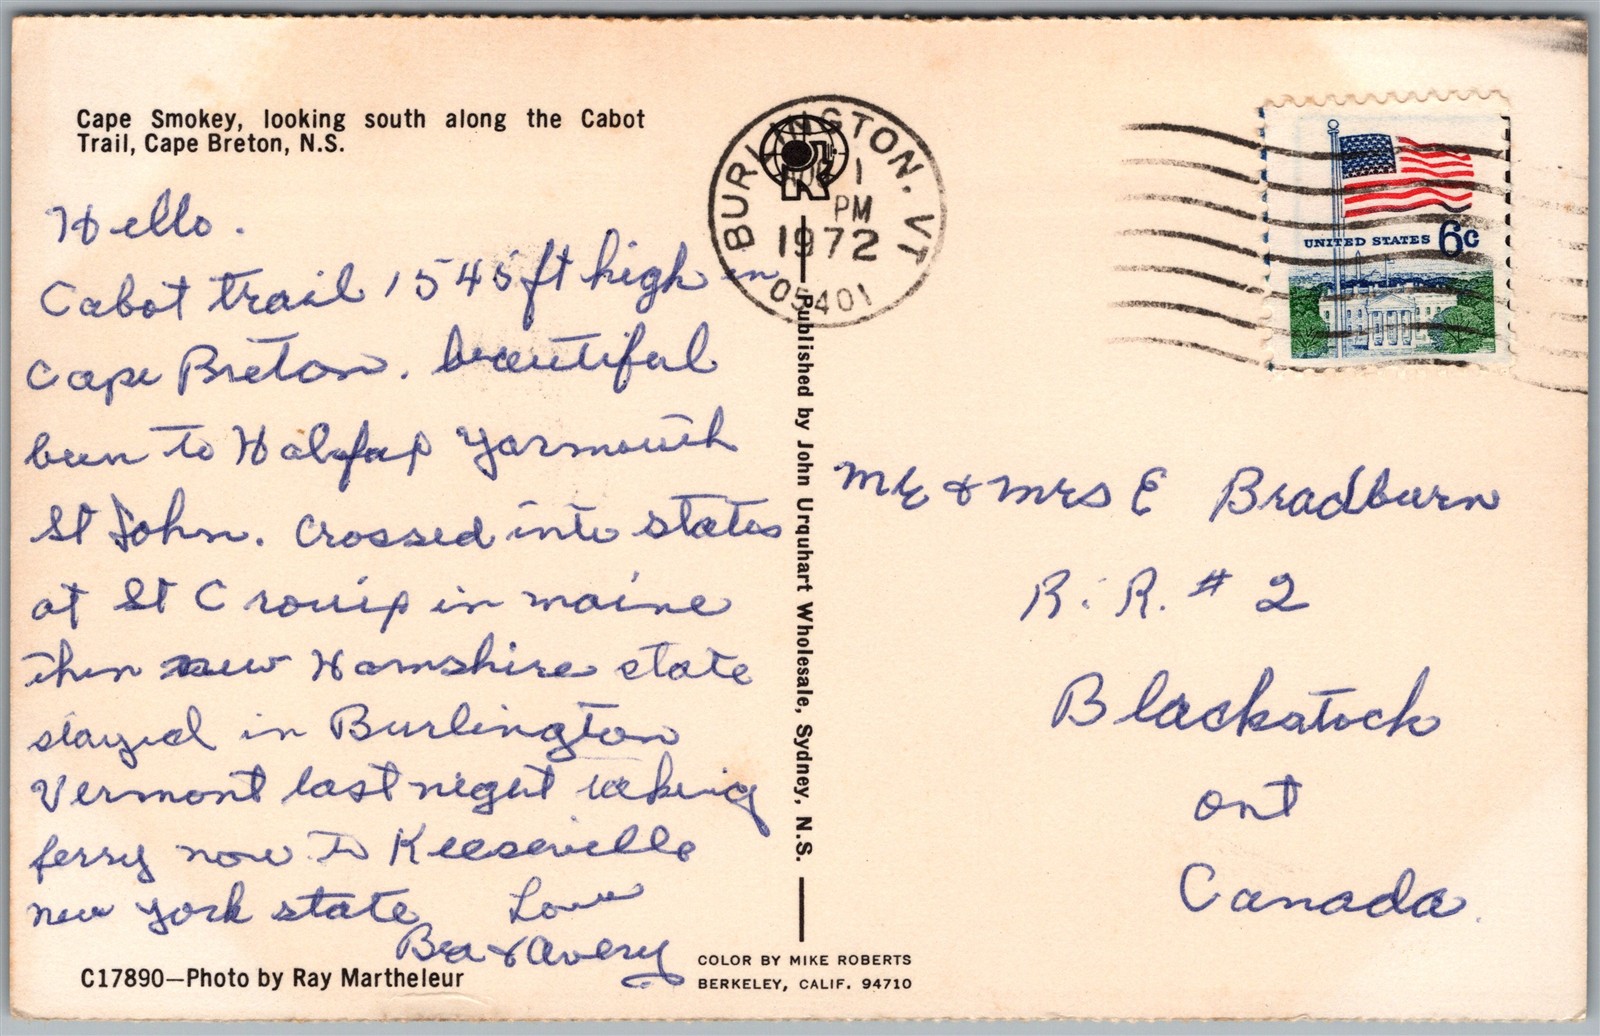 Cape Smokey, looking south along the Cabot
Trail, Cape Breton, N.S.
Hello.
Cabot trail 1545 ft high in
Cape Breton. beautiful
been to Halifax Yarmouth
St John. Crossed into states
at St Crouix in maine
then new Hamshire state
stayed in Burlington
Vermont last night taking
ferry now to Keeseville
new york state Love
Bea & Avery
C17890—Photo by Ray Martheleur
BURLINGTON, VT
1
PM
1972
05401
Published by John Urquhart Wholesale, Sydney, N.S.
COLOR BY MIKE ROBERTS
BERKELEY, CALIF. 94710
UNITED STATES 6c
Mr & Mrs E Bradburn
R. R. # 2
Blackstock
ont
Canada.